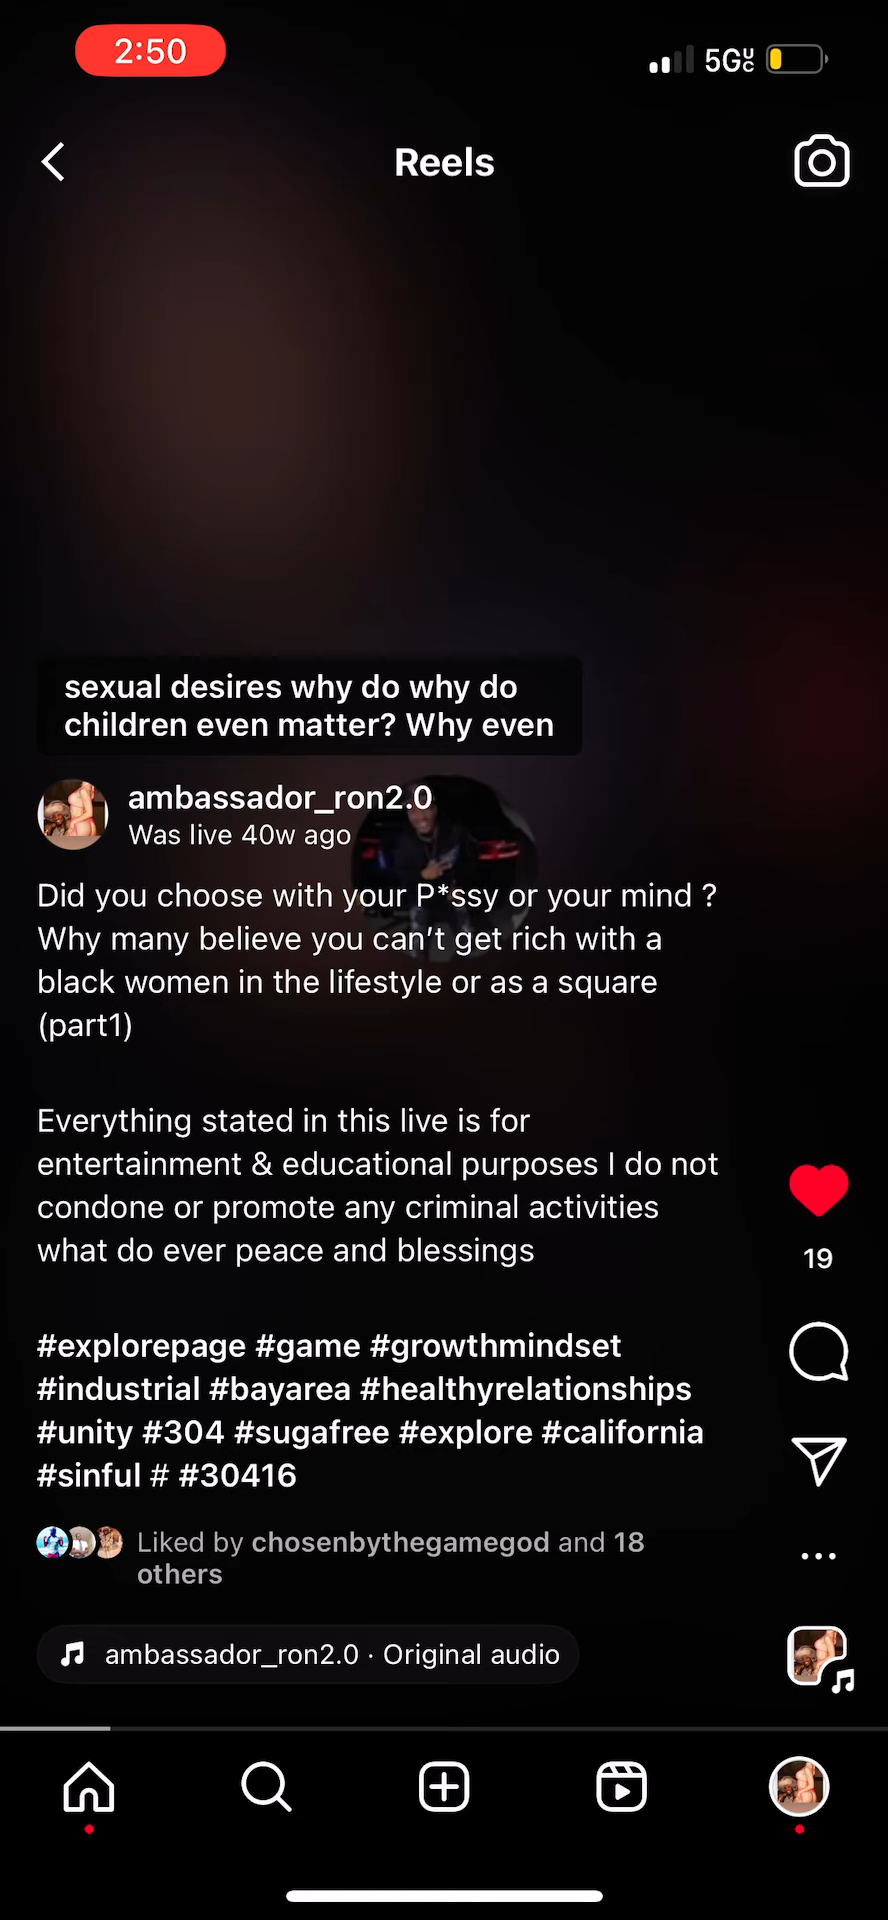 2:50
5GUC
Reels
sexual desires why do why do
children even matter? Why even
ambassador_ron2.0
Was live 40w ago
Did you choose with your P*ssy or your mind ?
Why many believe you can’t get rich with a
black women in the lifestyle or as a square
(part1)
Everything stated in this live is for
entertainment & educational purposes I do not
condone or promote any criminal activities
what do ever peace and blessings
19
#explorepage #game #growthmindset
#industrial #bayarea #healthyrelationships
#unity #304 #sugafree #explore #california
#sinful # #30416
Liked by chosenbythegamegod and 18
others
ambassador_ron2.0 · Original audio